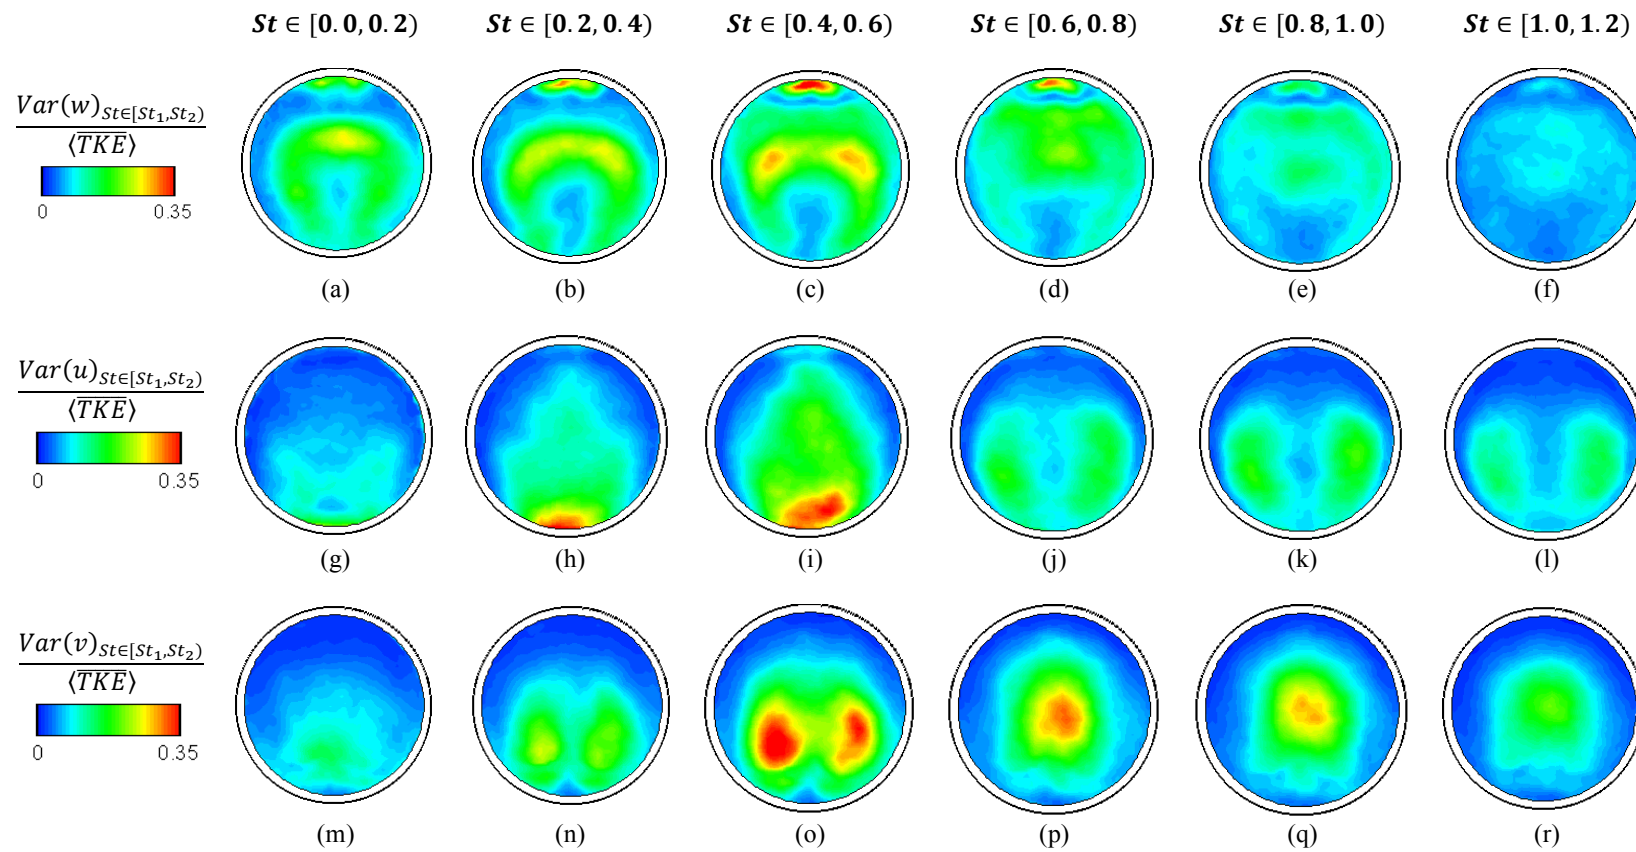 St ∈ [0.0, 0.2) St ∈ [0.2, 0.4) St ∈ [0.4, 0.6) St ∈ [0.6, 0.8) St ∈ [0.8, 1.0) St ∈ [1.0, 1.2)
Var(w)St∈[St1,St2)
⟨TKE⟩
0 0.35
(a) (b) (c) (d) (e) (f)
Var(u)St∈[St1,St2)
⟨TKE⟩
0 0.35
(g) (h) (i) (j) (k) (l)
Var(v)St∈[St1,St2)
⟨TKE⟩
0 0.35
(m) (n) (o) (p) (q) (r)